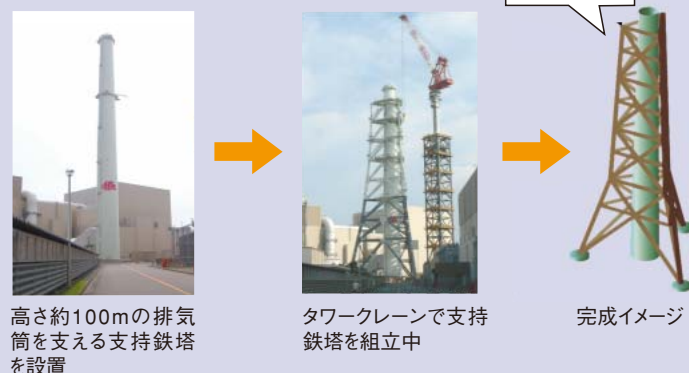 高さ約100mの排気
筒を支える支持鉄塔
を設置
タワークレーンで支持
鉄塔を組立中
完成イメージ